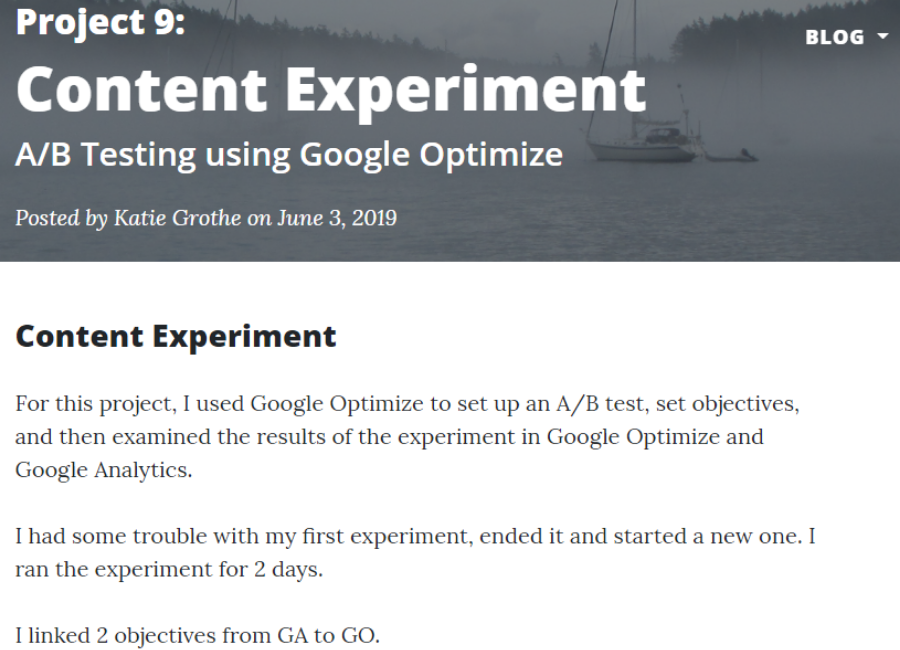 Project 9:
BLOG
Content Experiment
A/B Testing using Google Optimize
Posted by Katie Grothe on June 3, 2019
Content Experiment
For this project, I used Google Optimize to set up an A/B test, set objectives,
and then examined the results of the experiment in Google Optimize and
Google Analytics.
I had some trouble with my first experiment, ended it and started a new one. I
ran the experiment for 2 days.
I linked 2 objectives from GA to GO.